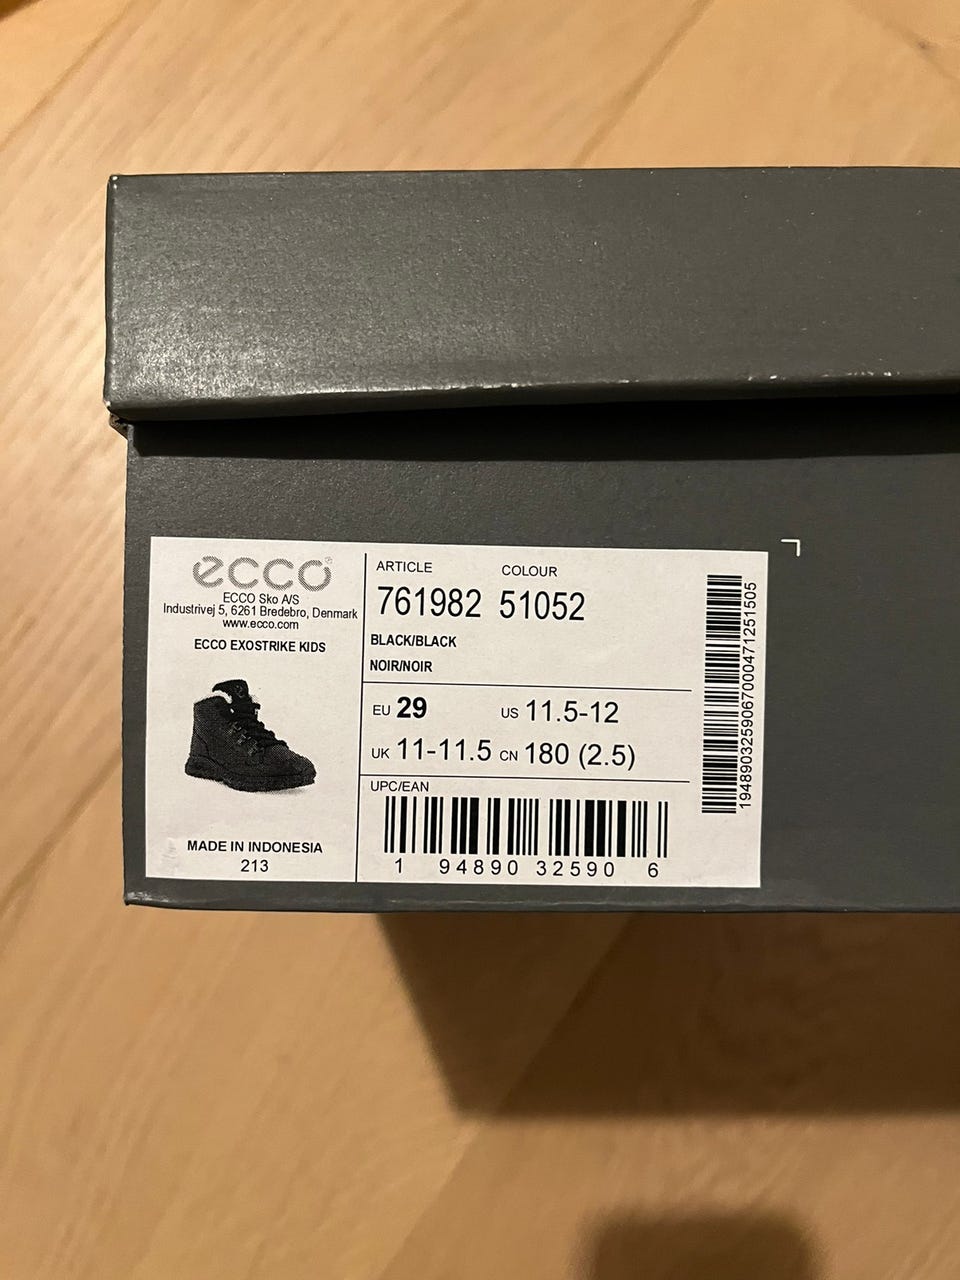 ecco
ECCO Sko A/S
Industrivej 5, 6261 Bredebro, Denmark
www.ecco.com
ECCO EXOSTRIKE KIDS
MADE IN INDONESIA
213
ARTICLE COLOUR
761982 51052
BLACK/BLACK
NOIR/NOIR
EU 29 US 11.5-12
UK 11-11.5 CN 180 (2.5)
UPC/EAN
1 94890 32590 6
1948903259067000471251505